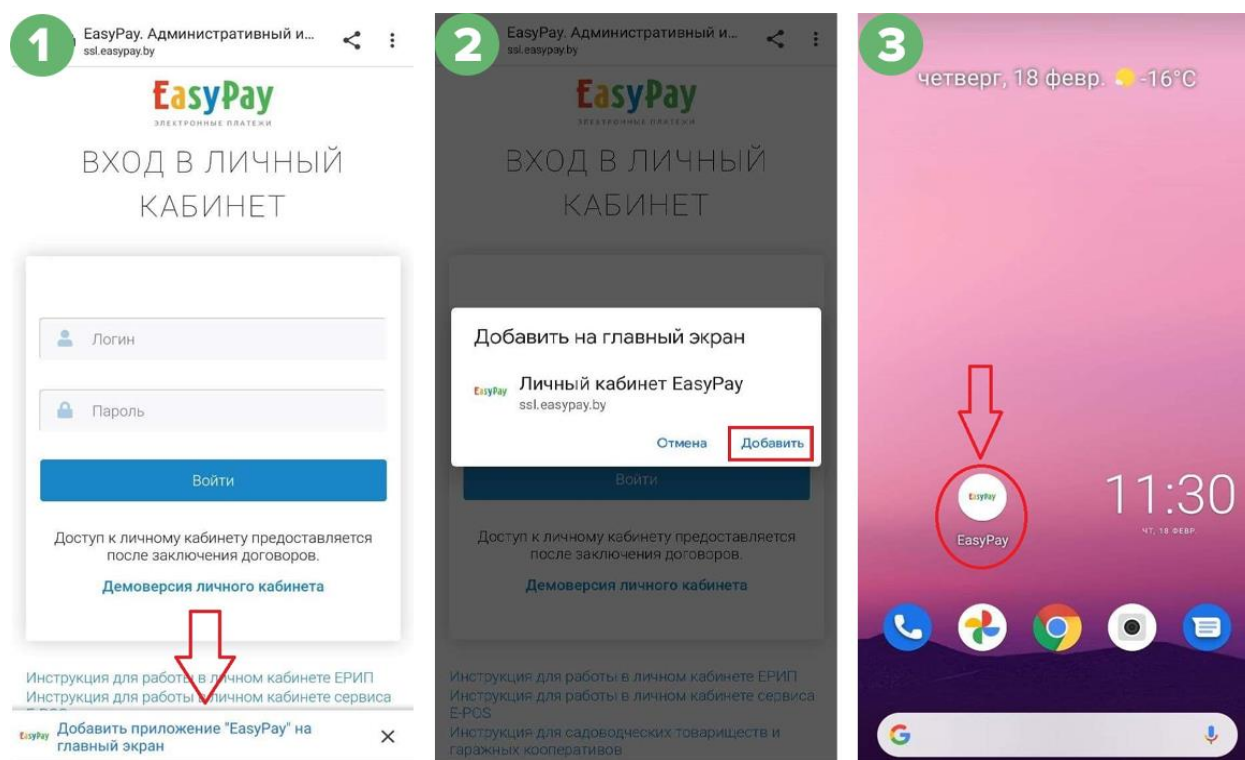 1
EasyPay. Административный и...
ssl.easypay.by
EasyPay
ЭЛЕКТРОННЫЕ ПЛАТЕЖИ
ВХОД В ЛИЧНЫЙ
КАБИНЕТ
Логин
Пароль
Войти
Доступ к личному кабинету предоставляется
после заключения договоров.
Демоверсия личного кабинета
Инструкция для работы в личном кабинете ЕРИП
Инструкция для работы в личном кабинете сервиса
E-POS
EasyPay
Добавить приложение "EasyPay" на
главный экран
2
EasyPay. Административный и...
ssl.easypay.by
EasyPay
ЭЛЕКТРОННЫЕ ПЛАТЕЖИ
ВХОД В ЛИЧНЫЙ
КАБИНЕТ
Добавить на главный экран
EasyPay
Личный кабинет EasyPay
ssl.easypay.by
Отмена Добавить
Войти
Доступ к личному кабинету предоставляется
после заключения договоров.
Демоверсия личного кабинета
Инструкция для работы в личном кабинете ЕРИП
Инструкция для работы в личном кабинете сервиса
E-POS
Инструкция для садоводческих товариществ и
гаражных кооперативов
3
четверг, 18 февр. -16°C
EasyPay
EasyPay
11:30
ЧТ, 18 ФЕВР.
G